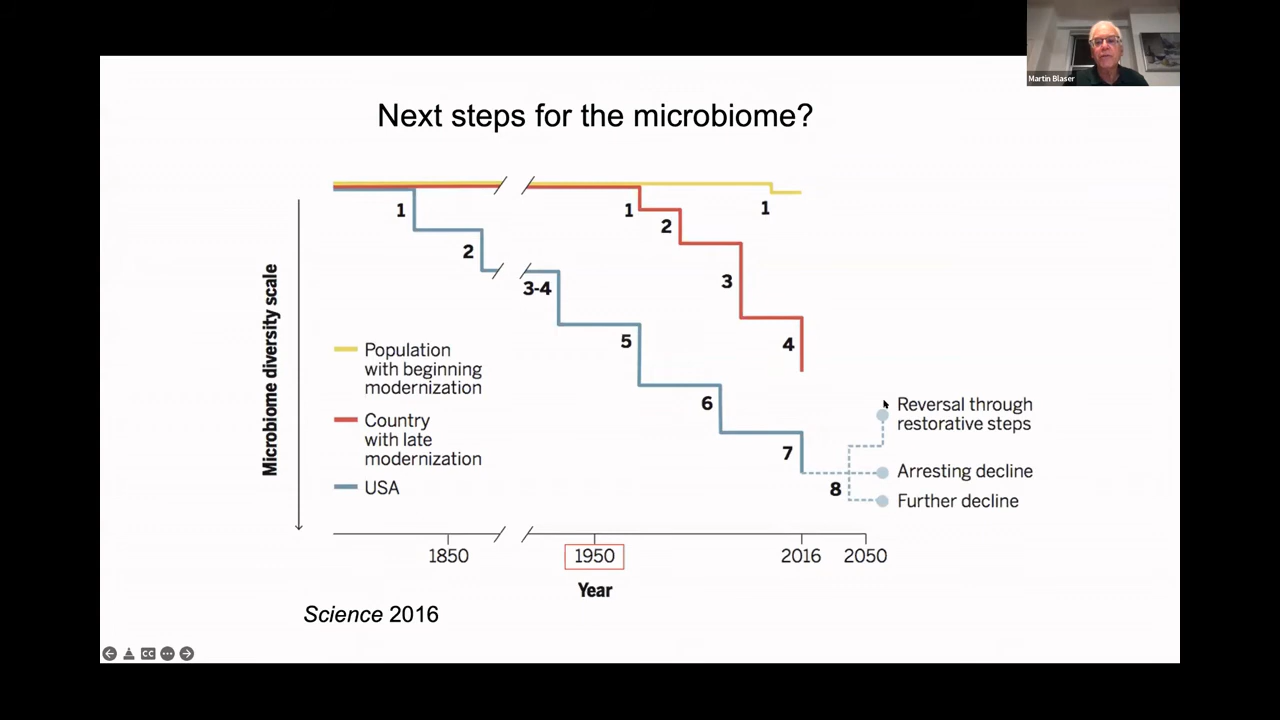 Martin Blaser
Next steps for the microbiome?
Microbiome diversity scale
1
2
3-4
5
6
7
8
1
2
3
4
1
Population
with beginning
modernization
Country
with late
modernization
USA
Reversal through
restorative steps
Arresting decline
Further decline
1850
1950
2016
2050
Year
Science 2016
CC